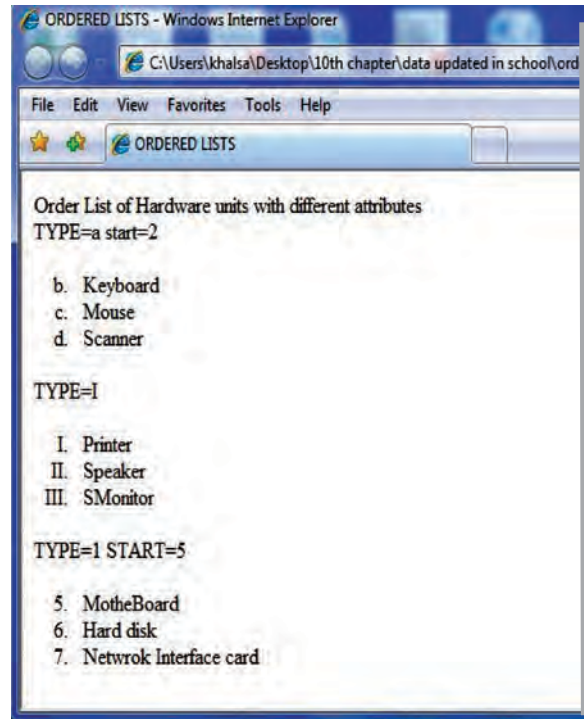 ORDERED LISTS - Windows Internet Explorer
C:\Users\khalsa\Desktop\10th chapter\data updated in school\ord
File Edit View Favorites Tools Help
ORDERED LISTS
Order List of Hardware units with different attributes
TYPE=a start=2
b. Keyboard
c. Mouse
d. Scanner
TYPE=I
I. Printer
II. Speaker
III. SMonitor
TYPE=1 START=5
5. MotheBoard
6. Hard disk
7. Netwrok Interface card